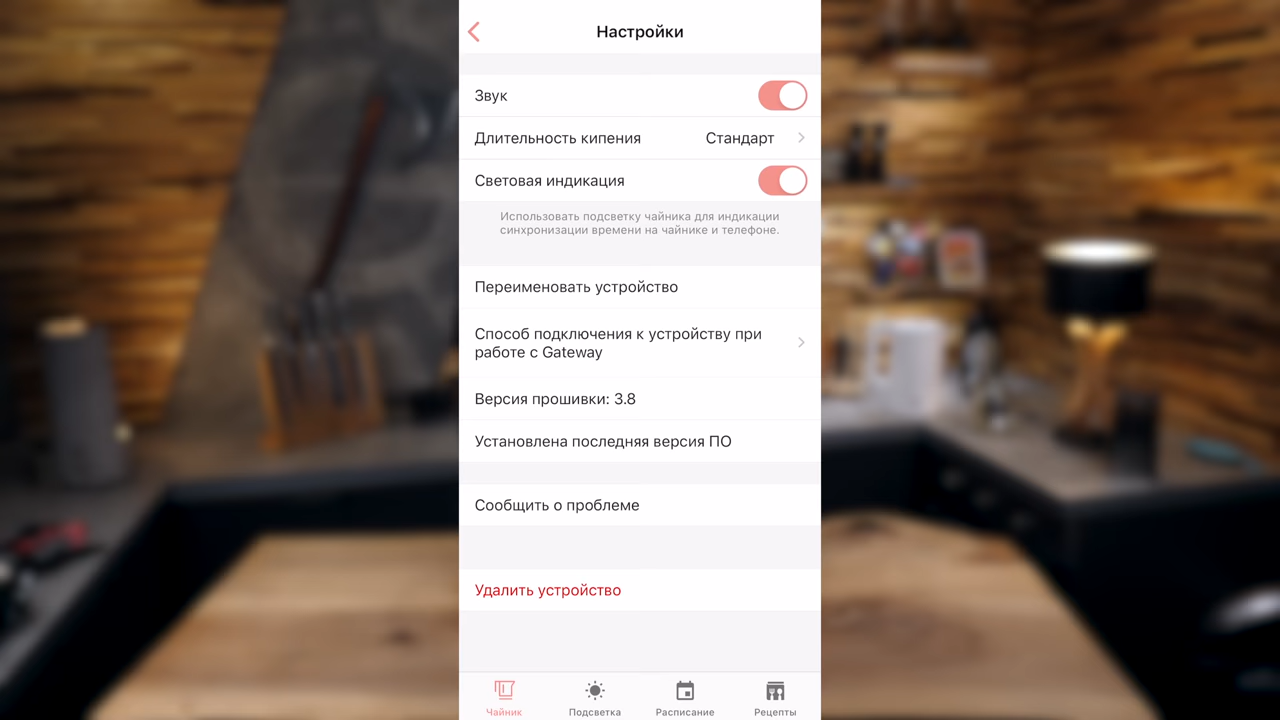 Настройки
Звук
Длительность кипения Стандарт
Световая индикация
Использовать подсветку чайника для индикации
синхронизации времени на чайнике и телефоне.
Переименовать устройство
Способ подключения к устройству при
работе с Gateway
Версия прошивки: 3.8
Установлена последняя версия ПО
Сообщить о проблеме
Удалить устройство
Чайник Подсветка Расписание Рецепты